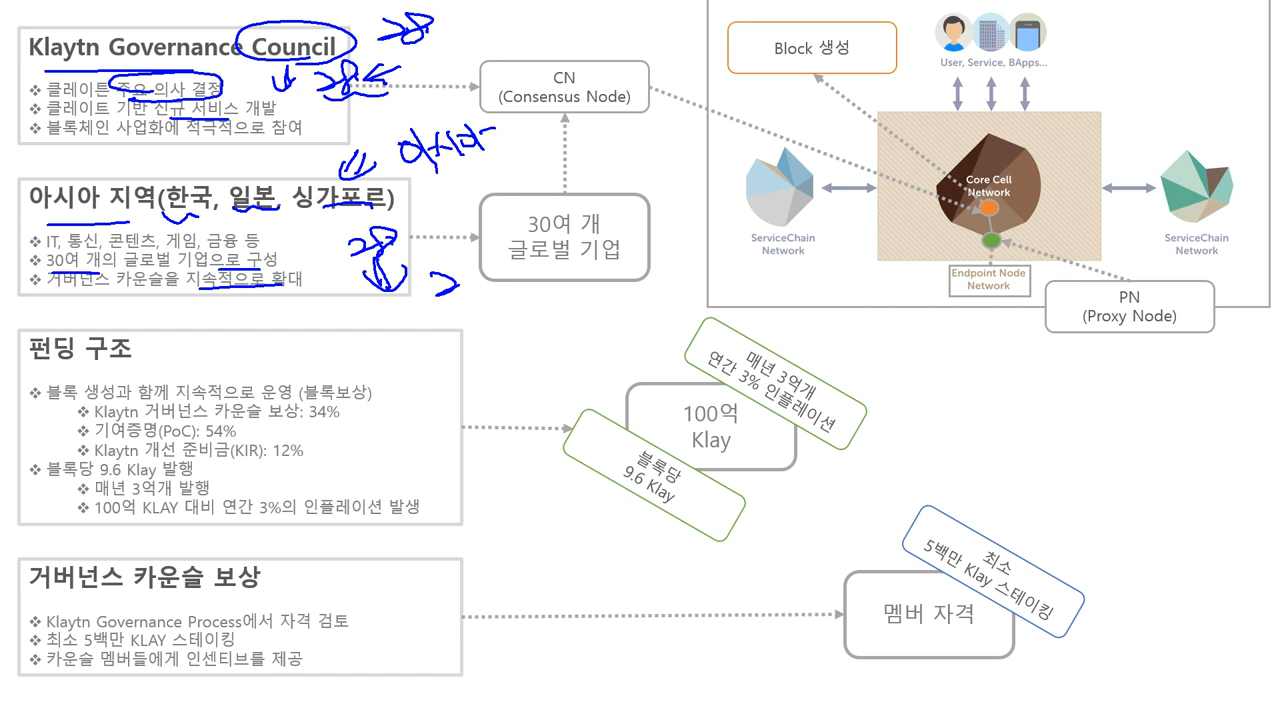 Klaytn Governance Council
❖ 클레이튼 주요 의사 결정
❖ 클레이트 기반 신규 서비스 개발
❖ 블록체인 사업화에 적극적으로 참여
28
28
CN
(Consensus Node)
Block 생성
User, Service, BApps...
Core Cell
Network
ServiceChain
Network
ServiceChain
Network
Endpoint Node
Network
PN
(Proxy Node)
아시아
아시아 지역(한국, 일본, 싱가포르)
❖ IT, 통신, 콘텐츠, 게임, 금융 등
❖ 30여 개의 글로벌 기업으로 구성
❖ 거버넌스 카운슬을 지속적으로 확대
28
30여 개
글로벌 기업
펀딩 구조
❖ 블록 생성과 함께 지속적으로 운영 (블록보상)
❖ Klaytn 거버넌스 카운슬 보상: 34%
❖ 기여증명(PoC): 54%
❖ Klaytn 개선 준비금(KIR): 12%
❖ 블록당 9.6 Klay 발행
❖ 매년 3억개 발행
❖ 100억 KLAY 대비 연간 3%의 인플레이션 발생
매년 3억개
연간 3% 인플레이션
100억
Klay
블록당
9.6 Klay
거버넌스 카운슬 보상
❖ Klaytn Governance Process에서 자격 검토
❖ 최소 5백만 KLAY 스테이킹
❖ 카운슬 멤버들에게 인센티브를 제공
최소
5백만 Klay 스테이킹
멤버 자격